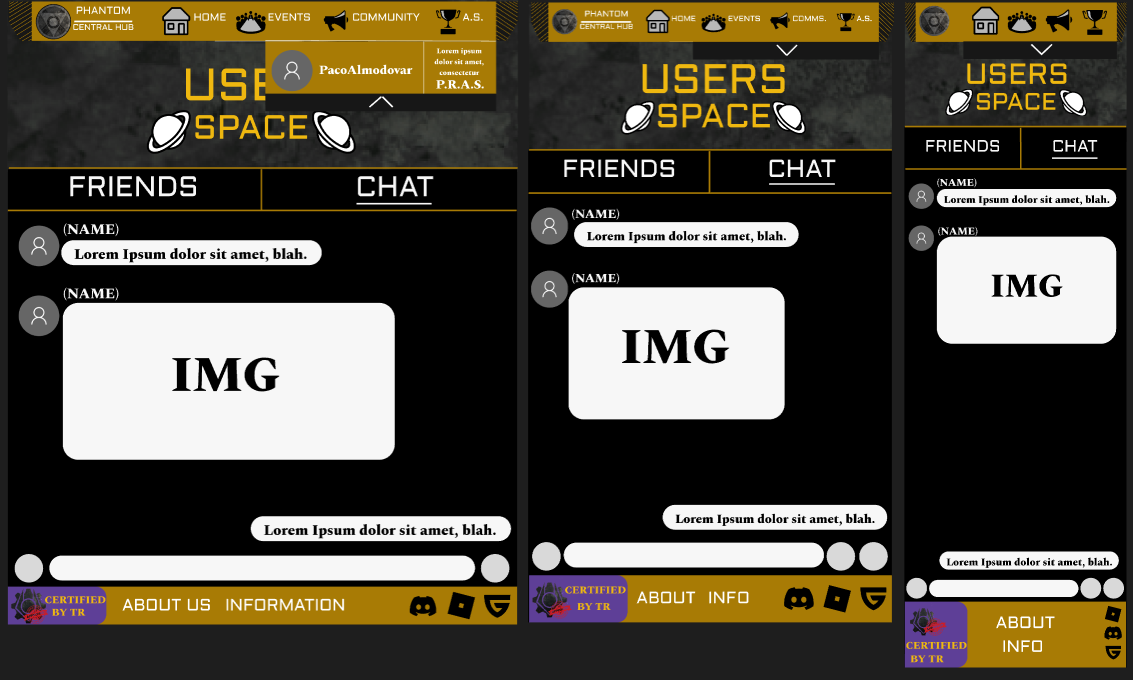 PHANTOM
CENTRAL HUB
HOME
EVENTS
COMMUNITY
A.S.
PacoAlmodovar
Lorem ipsum
dolor sit amet,
consectetur
P.R.A.S.
USE
SPACE
FRIENDS
CHAT
(NAME)
Lorem Ipsum dolor sit amet, blah.
(NAME)
IMG
Lorem Ipsum dolor sit amet, blah.
CERTIFIED
BY TR
ABOUT US
INFORMATION
PHANTOM
CENTRAL HUB
HOME
EVENTS
COMMS.
A.S.
USERS
SPACE
FRIENDS
CHAT
(NAME)
Lorem Ipsum dolor sit amet, blah.
(NAME)
IMG
Lorem Ipsum dolor sit amet, blah.
CERTIFIED
BY TR
ABOUT
INFO
USERS
SPACE
FRIENDS
CHAT
(NAME)
Lorem Ipsum dolor sit amet, blah.
(NAME)
IMG
Lorem Ipsum dolor sit amet, blah.
CERTIFIED
BY TR
ABOUT
INFO